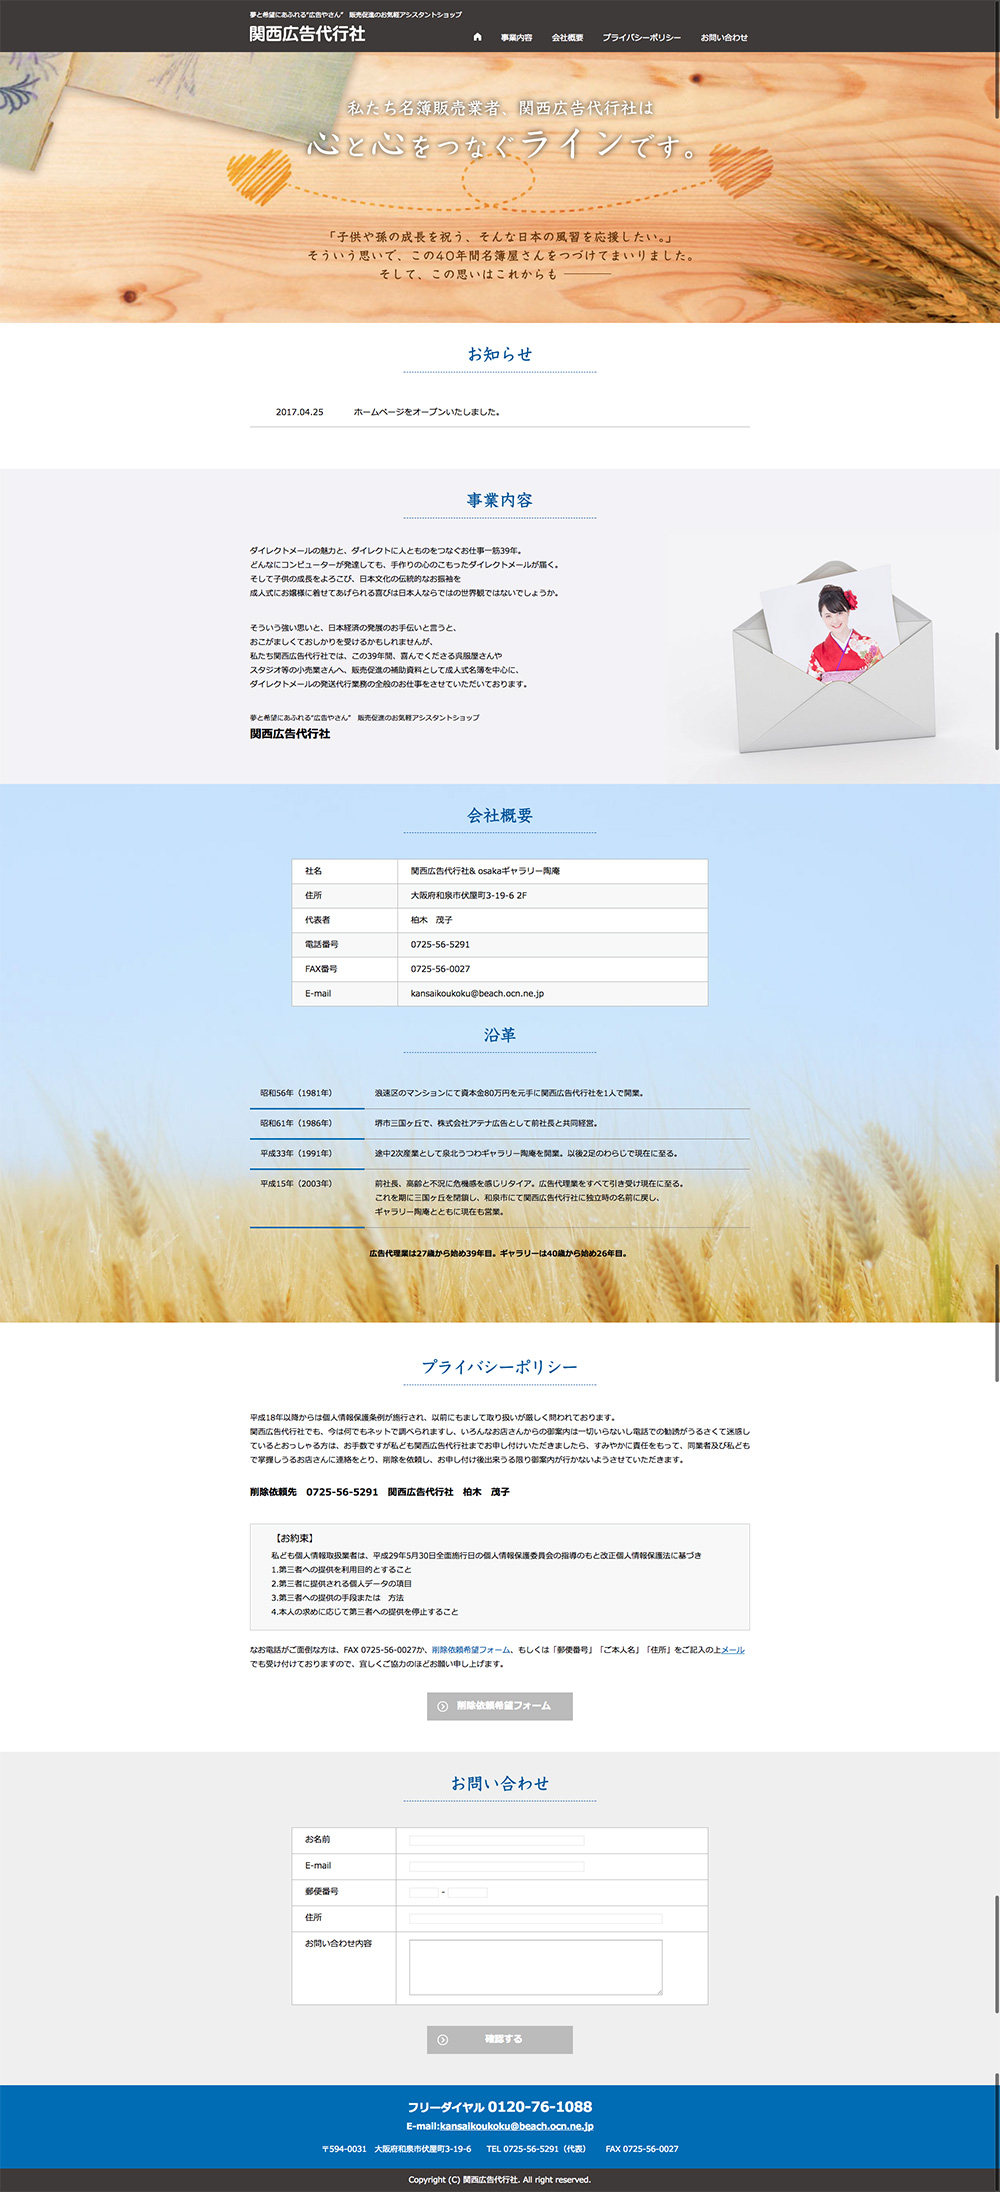 夢と希望にあふれる"広告やさん"　販売促進のお気軽アシスタントショップ
関西広告代行社
事業内容　会社概要　プライバシーポリシー　お問い合わせ
私たち名簿販売業者、関西広告代行社は
心と心をつなぐラインです。
「子供や孫の成長を祝う、そんな日本の風習を応援したい。」
そういう思いで、この40年間名簿屋さんをつづけてまいりました。
そして、この思いはこれからも ────
お知らせ
2017.04.25　ホームページをオープンいたしました。
事業内容
ダイレクトメールの魅力と、ダイレクトに人とものをつなぐお仕事一筋39年。
どんなにコンピューターが発達しても、手作りの心のこもったダイレクトメールが届く。
そして子供の成長をよろこび、日本文化の伝統的なお振袖を
成人式にお嬢様に着せてあげられる喜びは日本人ならではの世界観ではないでしょうか。
そういう強い思いと、日本経済の発展のお手伝いと言うと、
おこがましくておしかりを受けるかもしれませんが、
私たち関西広告代行社では、この39年間、喜んでくださる呉服屋さんや
スタジオ等の小売業さんへ、販売促進の補助資料として成人式名簿を中心に、
ダイレクトメールの発送代行業務の全般のお仕事をさせていただいております。
夢と希望にあふれる"広告やさん"　販売促進のお気軽アシスタントショップ
関西広告代行社
会社概要
社名　関西広告代行社& osakaギャラリー陶庵
住所　大阪府和泉市伏屋町3-19-6 2F
代表者　柏木　茂子
電話番号　0725-56-5291
FAX番号　0725-56-0027
E-mail　kansaikoukoku@beach.ocn.ne.jp
沿革
昭和56年（1981年）　浪速区のマンションにて資本金80万円を元手に関西広告代行社を1人で開業。
昭和61年（1986年）　堺市三国ヶ丘で、株式会社アテナ広告として前社長と共同経営。
平成33年（1991年）　途中2次産業として泉北うつわギャラリー陶庵を開業。以後2足のわらじで現在に至る。
平成15年（2003年）　前社長、高齢と不況に危機感を感じリタイア。広告代理業をすべて引き受け現在に至る。
これを期に三国ヶ丘を閉鎖し、和泉市にて関西広告代行社に独立時の名前に戻し、
ギャラリー陶庵とともに現在も営業。
広告代理業は27歳から始め39年目。ギャラリーは40歳から始め26年目。
プライバシーポリシー
平成18年以降からは個人情報保護条例が施行され、以前にもまして取り扱いが厳しく問われております。
関西広告代行社でも、今は何でもネットで調べられますし、いろんなお店さんからの御案内は一切いらないし電話での勧誘がうるさくて迷惑し
ているとおっしゃる方は、お手数ですが私ども関西広告代行社までお申し付けいただきましたら、すみやかに責任をもって、同業者及び私ども
で掌握しうるお店さんに連絡をとり、削除を依頼し、お申し付け後出来うる限り御案内が行かないようさせていただきます。
削除依頼先　0725-56-5291　関西広告代行社　柏木　茂子
【お約束】
私ども個人情報取扱業者は、平成29年5月30日全面施行日の個人情報保護委員会の指導のもと改正個人情報保護法に基づき
1.第三者への提供を利用目的とすること
2.第三者に提供される個人データの項目
3.第三者への提供の手段または　方法
4.本人の求めに応じて第三者への提供を停止すること
なお電話がご面倒な方は、FAX 0725-56-0027か、削除依頼希望フォーム、もしくは「郵便番号」「ご本人名」「住所」をご記入の上メール
でも受け付けておりますので、宜しくご協力のほどお願い申し上げます。
削除依頼希望フォーム
お問い合わせ
お名前
E-mail
郵便番号　-
住所
お問い合わせ内容
確認する
フリーダイヤル 0120-76-1088
E-mail:kansaikoukoku@beach.ocn.ne.jp
〒594-0031　大阪府和泉市伏屋町3-19-6　TEL 0725-56-5291（代表）　FAX 0725-56-0027
Copyright (C) 関西広告代行社. All right reserved.